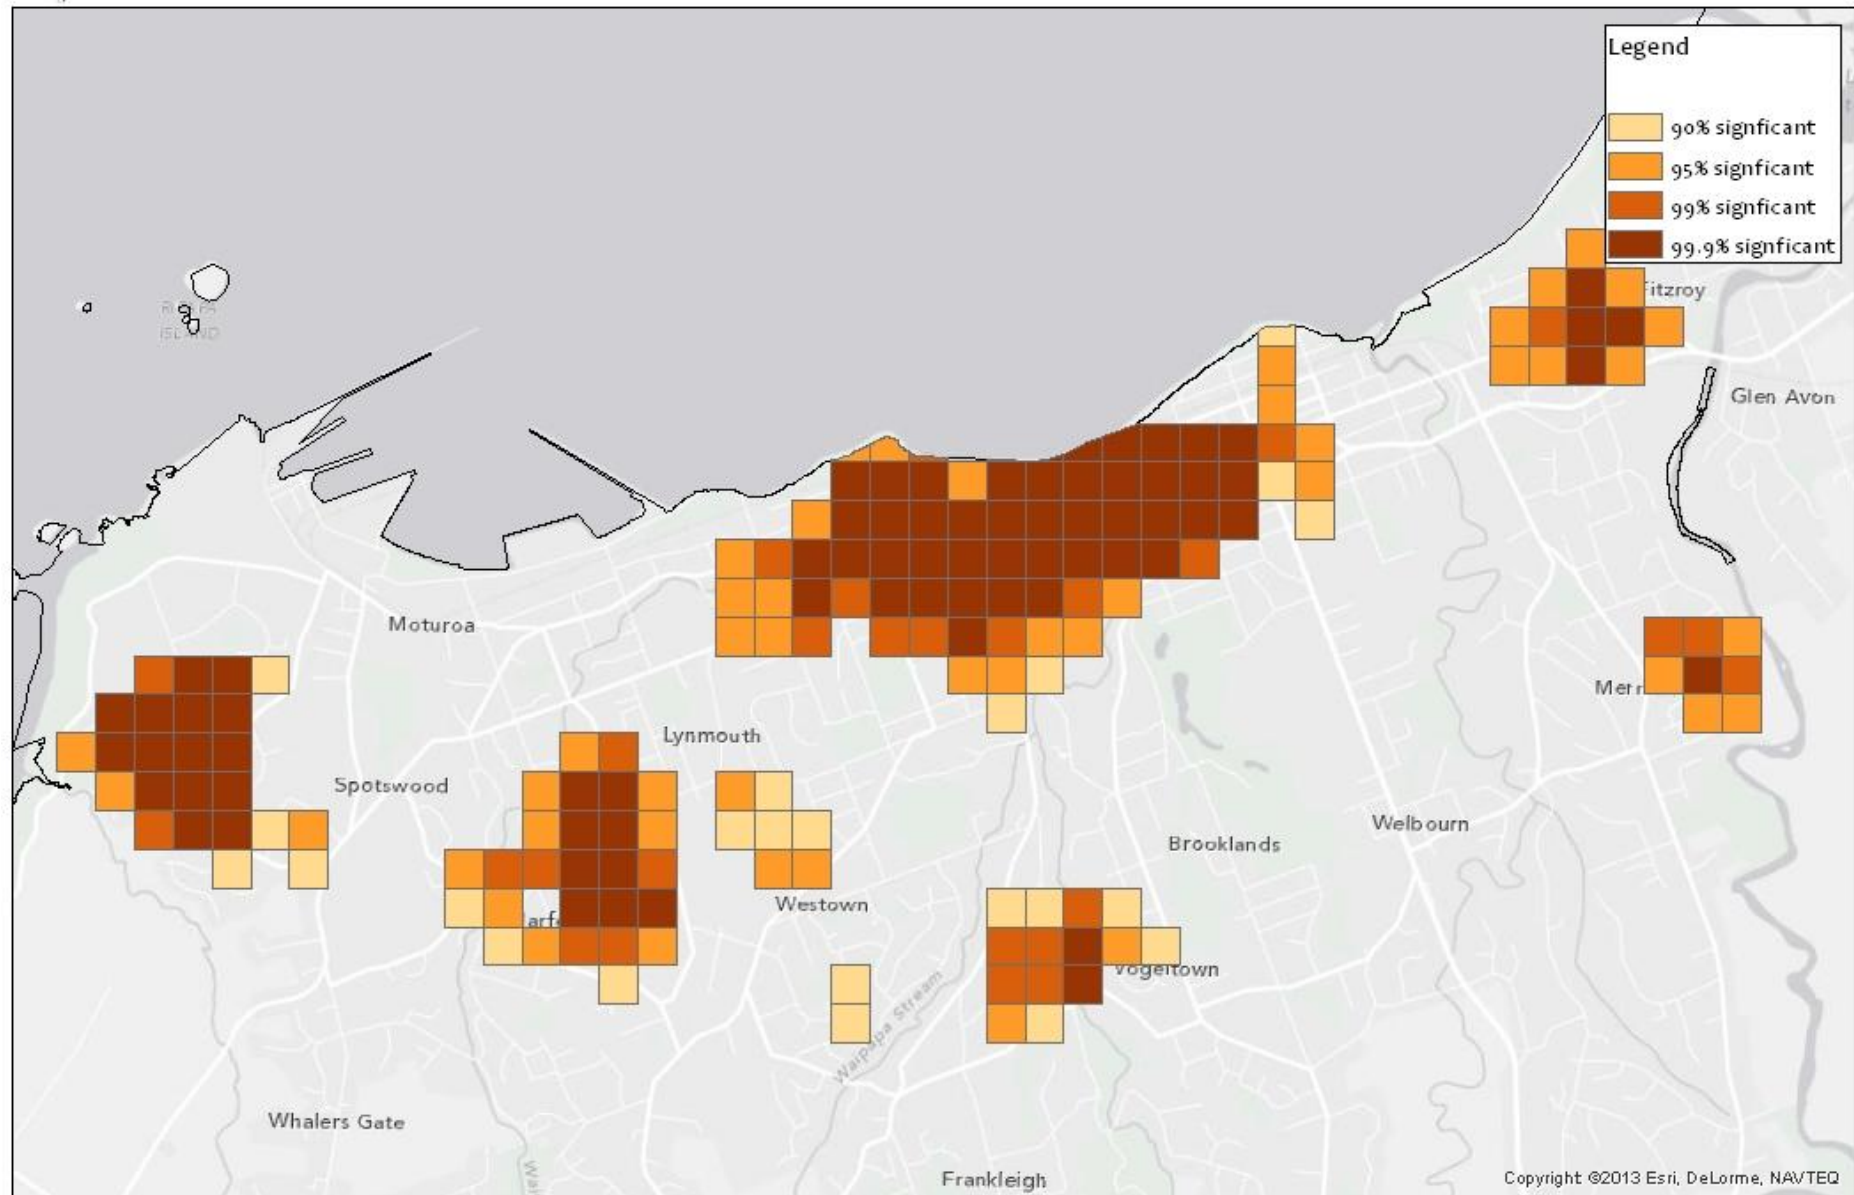 Legend
90% signficant
95% signficant
99% signficant
99.9% signficant
ISLAND
Fitzroy
Glen Avon
Moturoa
Lynmouth
Spotswood
Welbourn
Brooklands
Westown
Vogeltown
Waipapa Stream
Whalers Gate
Frankleigh
Copyright ©2013 Esri, DeLorme, NAVTEQ